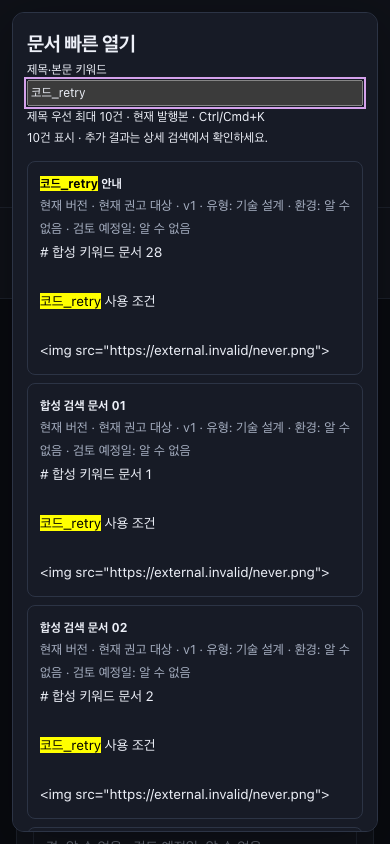 문서 빠른 열기
제목·본문 키워드
코드_retry
제목 우선 최대 10건 · 현재 발행본 · Ctrl/Cmd+K
10건 표시 · 추가 결과는 상세 검색에서 확인하세요.
코드_retry 안내
현재 버전 · 현재 권고 대상 · v1 · 유형: 기술 설계 · 환경: 알 수
없음 · 검토 예정일: 알 수 없음
# 합성 키워드 문서 28
코드_retry 사용 조건
<img src="https://external.invalid/never.png">
합성 검색 문서 01
현재 버전 · 현재 권고 대상 · v1 · 유형: 기술 설계 · 환경: 알 수
없음 · 검토 예정일: 알 수 없음
# 합성 키워드 문서 1
코드_retry 사용 조건
<img src="https://external.invalid/never.png">
합성 검색 문서 02
현재 버전 · 현재 권고 대상 · v1 · 유형: 기술 설계 · 환경: 알 수
없음 · 검토 예정일: 알 수 없음
# 합성 키워드 문서 2
코드_retry 사용 조건
<img src="https://external.invalid/never.png">